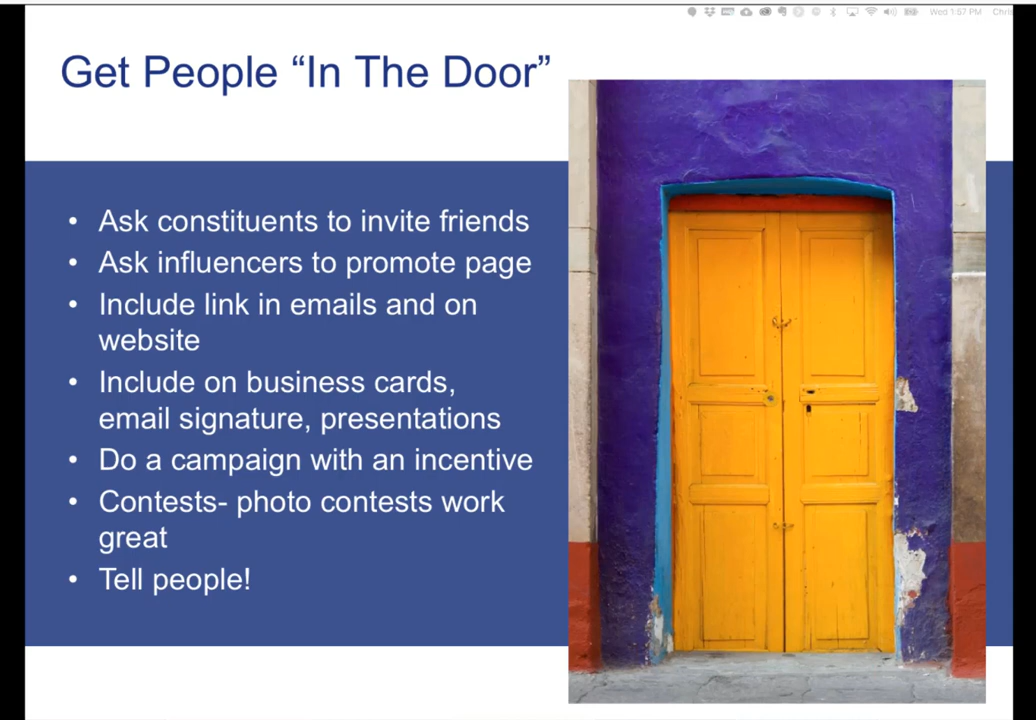 Wed 1:57 PM Chris
Get People “In The Door”
• Ask constituents to invite friends
• Ask influencers to promote page
• Include link in emails and on
website
• Include on business cards,
email signature, presentations
• Do a campaign with an incentive
• Contests- photo contests work
great
• Tell people!